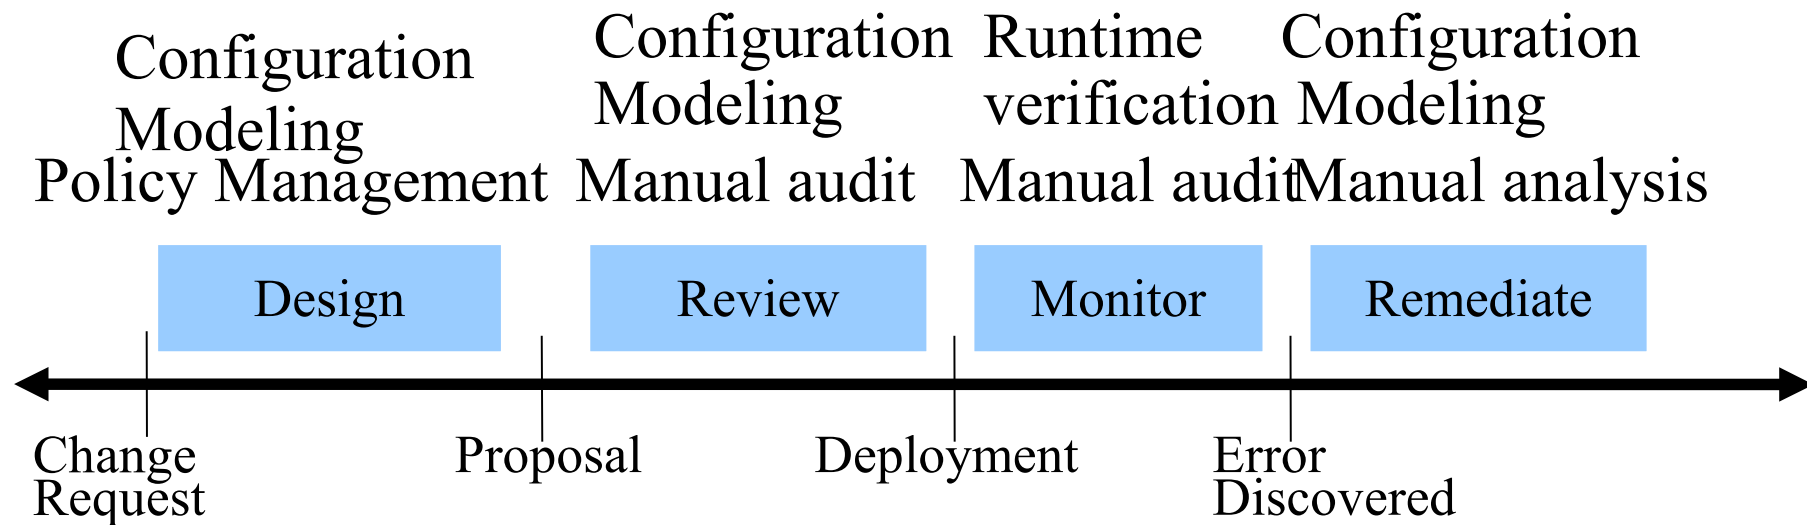 Configuration
Modeling
Policy Management
Configuration
Modeling
Manual audit
Runtime
verification
Manual audit
Configuration
Modeling
Manual analysis
Design
Review
Monitor
Remediate
Change
Request
Proposal
Deployment
Error
Discovered